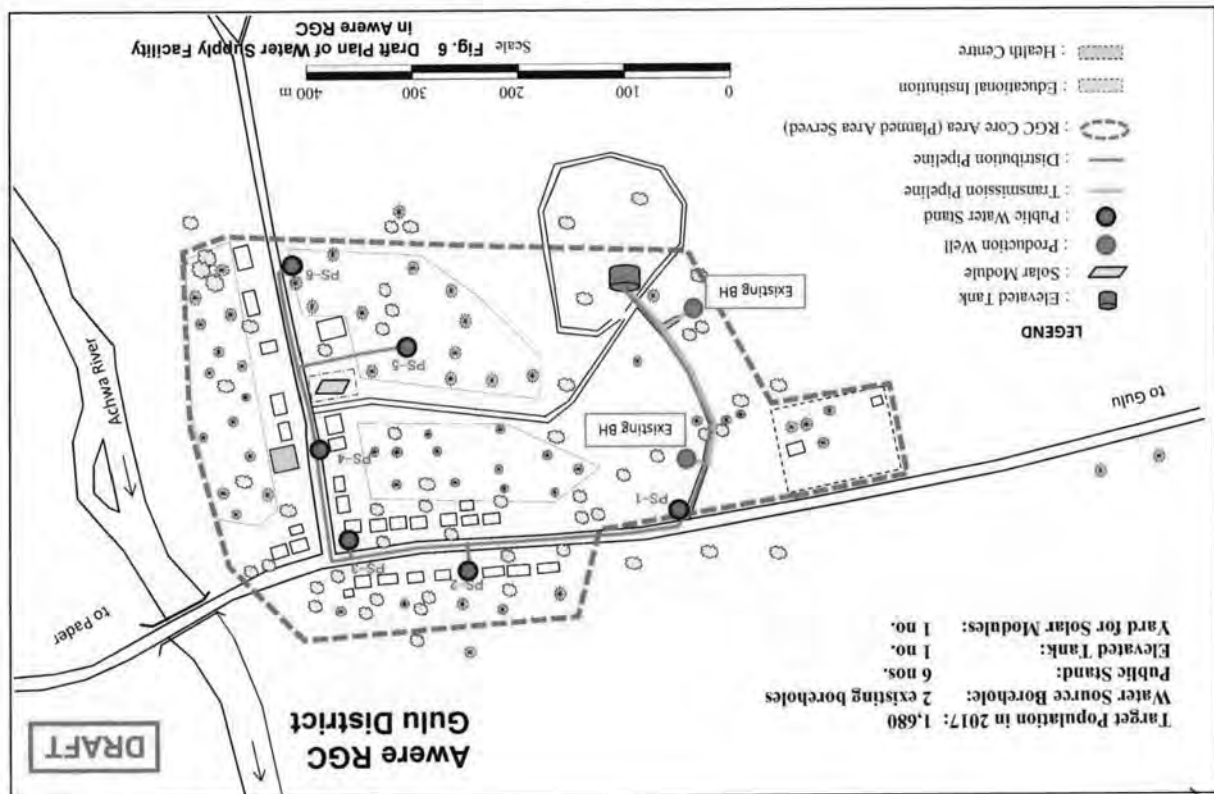 Awere RGC
Gulu District
DRAFT
Target Population in 2017: 1,680
Water Source Borehole: 2 existing boreholes
Public Stand: 6 nos.
Elevated Tank: 1 no.
Yard for Solar Modules: 1 no.
to Pader
Achwa River
to Gulu
PS-1
PS-2
PS-3
PS-4
PS-5
PS-6
Existing BH
Existing BH
LEGEND
: Elevated Tank
: Solar Module
: Production Well
: Public Water Stand
: Transmission Pipeline
: Distribution Pipeline
: RGC Core Area (Planned Area Served)
: Educational Institution
: Health Centre
0 100 200 300 400 m
Scale
Fig. 6 Draft Plan of Water Supply Facility
in Awere RGC